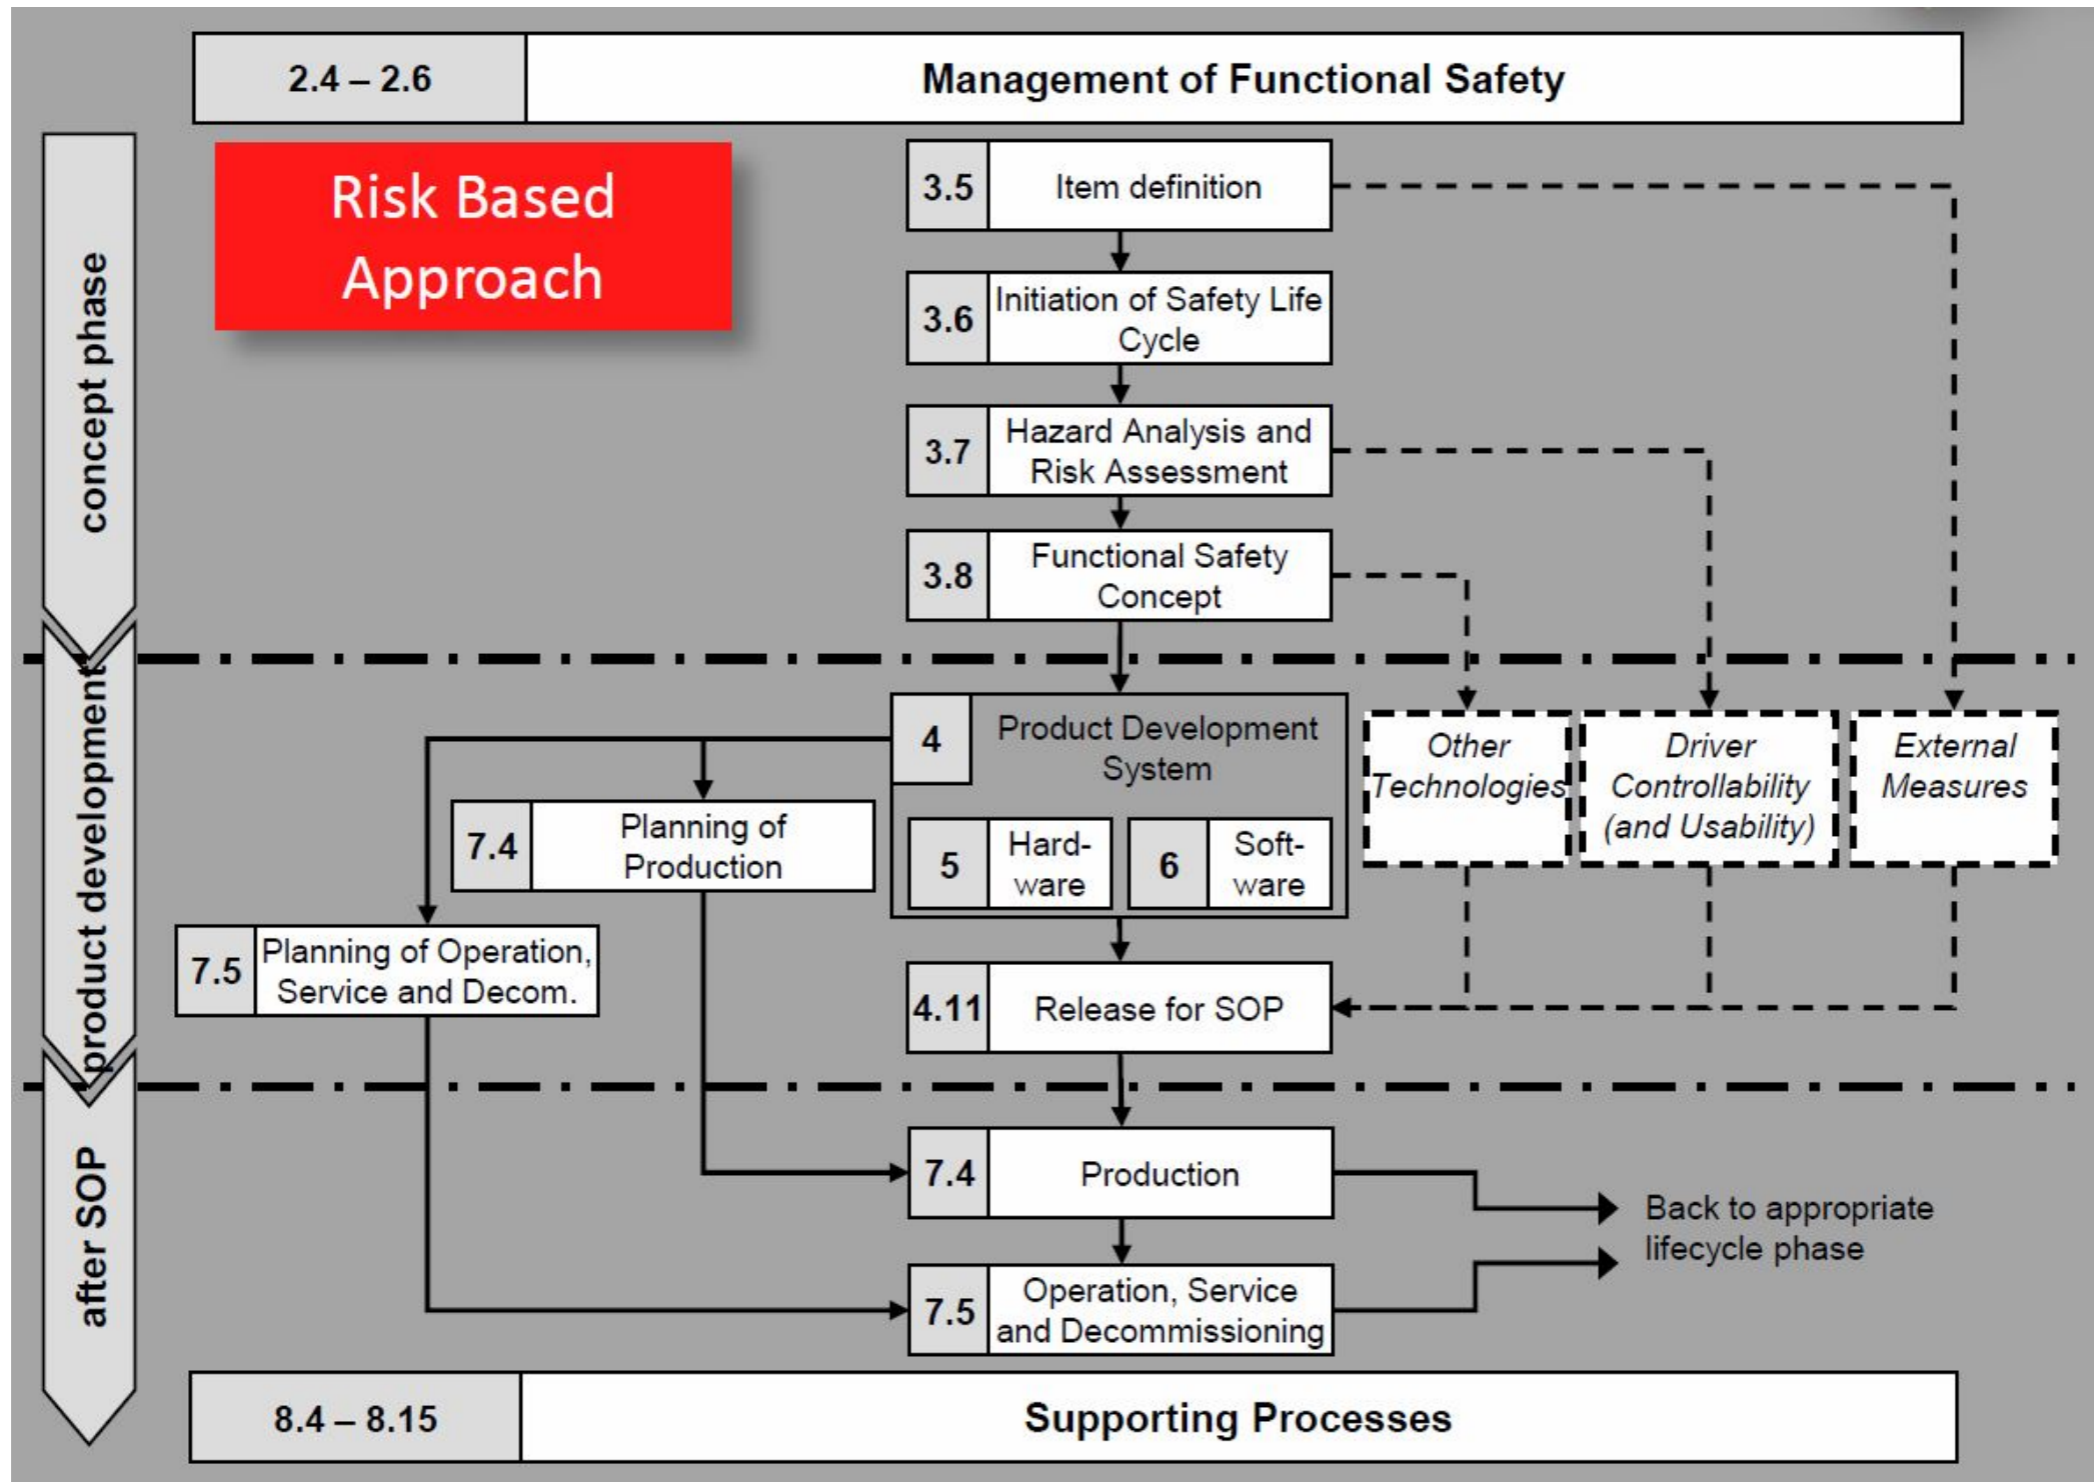 2.4 – 2.6
Management of Functional Safety
Risk Based
Approach
concept phase
3.5
Item definition
3.6
Initiation of Safety Life
Cycle
3.7
Hazard Analysis and
Risk Assessment
3.8
Functional Safety
Concept
product development
4
Product Development
System
5
Hard-
ware
6
Soft-
ware
Other
Technologies
Driver
Controllability
(and Usability)
External
Measures
7.4
Planning of
Production
7.5
Planning of Operation,
Service and Decom.
4.11
Release for SOP
after SOP
7.4
Production
7.5
Operation, Service
and Decommissioning
Back to appropriate
lifecycle phase
8.4 – 8.15
Supporting Processes